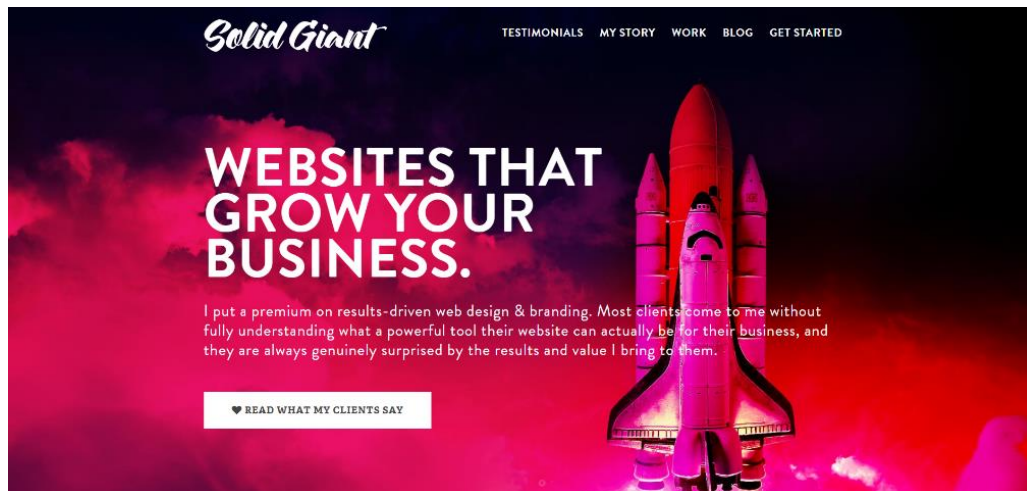 Solid Giant
TESTIMONIALS MY STORY WORK BLOG GET STARTED
WEBSITES THAT
GROW YOUR
BUSINESS.
I put a premium on results-driven web design & branding. Most clients come to me without
fully understanding what a powerful tool their website can actually be for their business, and
they are always genuinely surprised by the results and value I bring to them.
♥ READ WHAT MY CLIENTS SAY